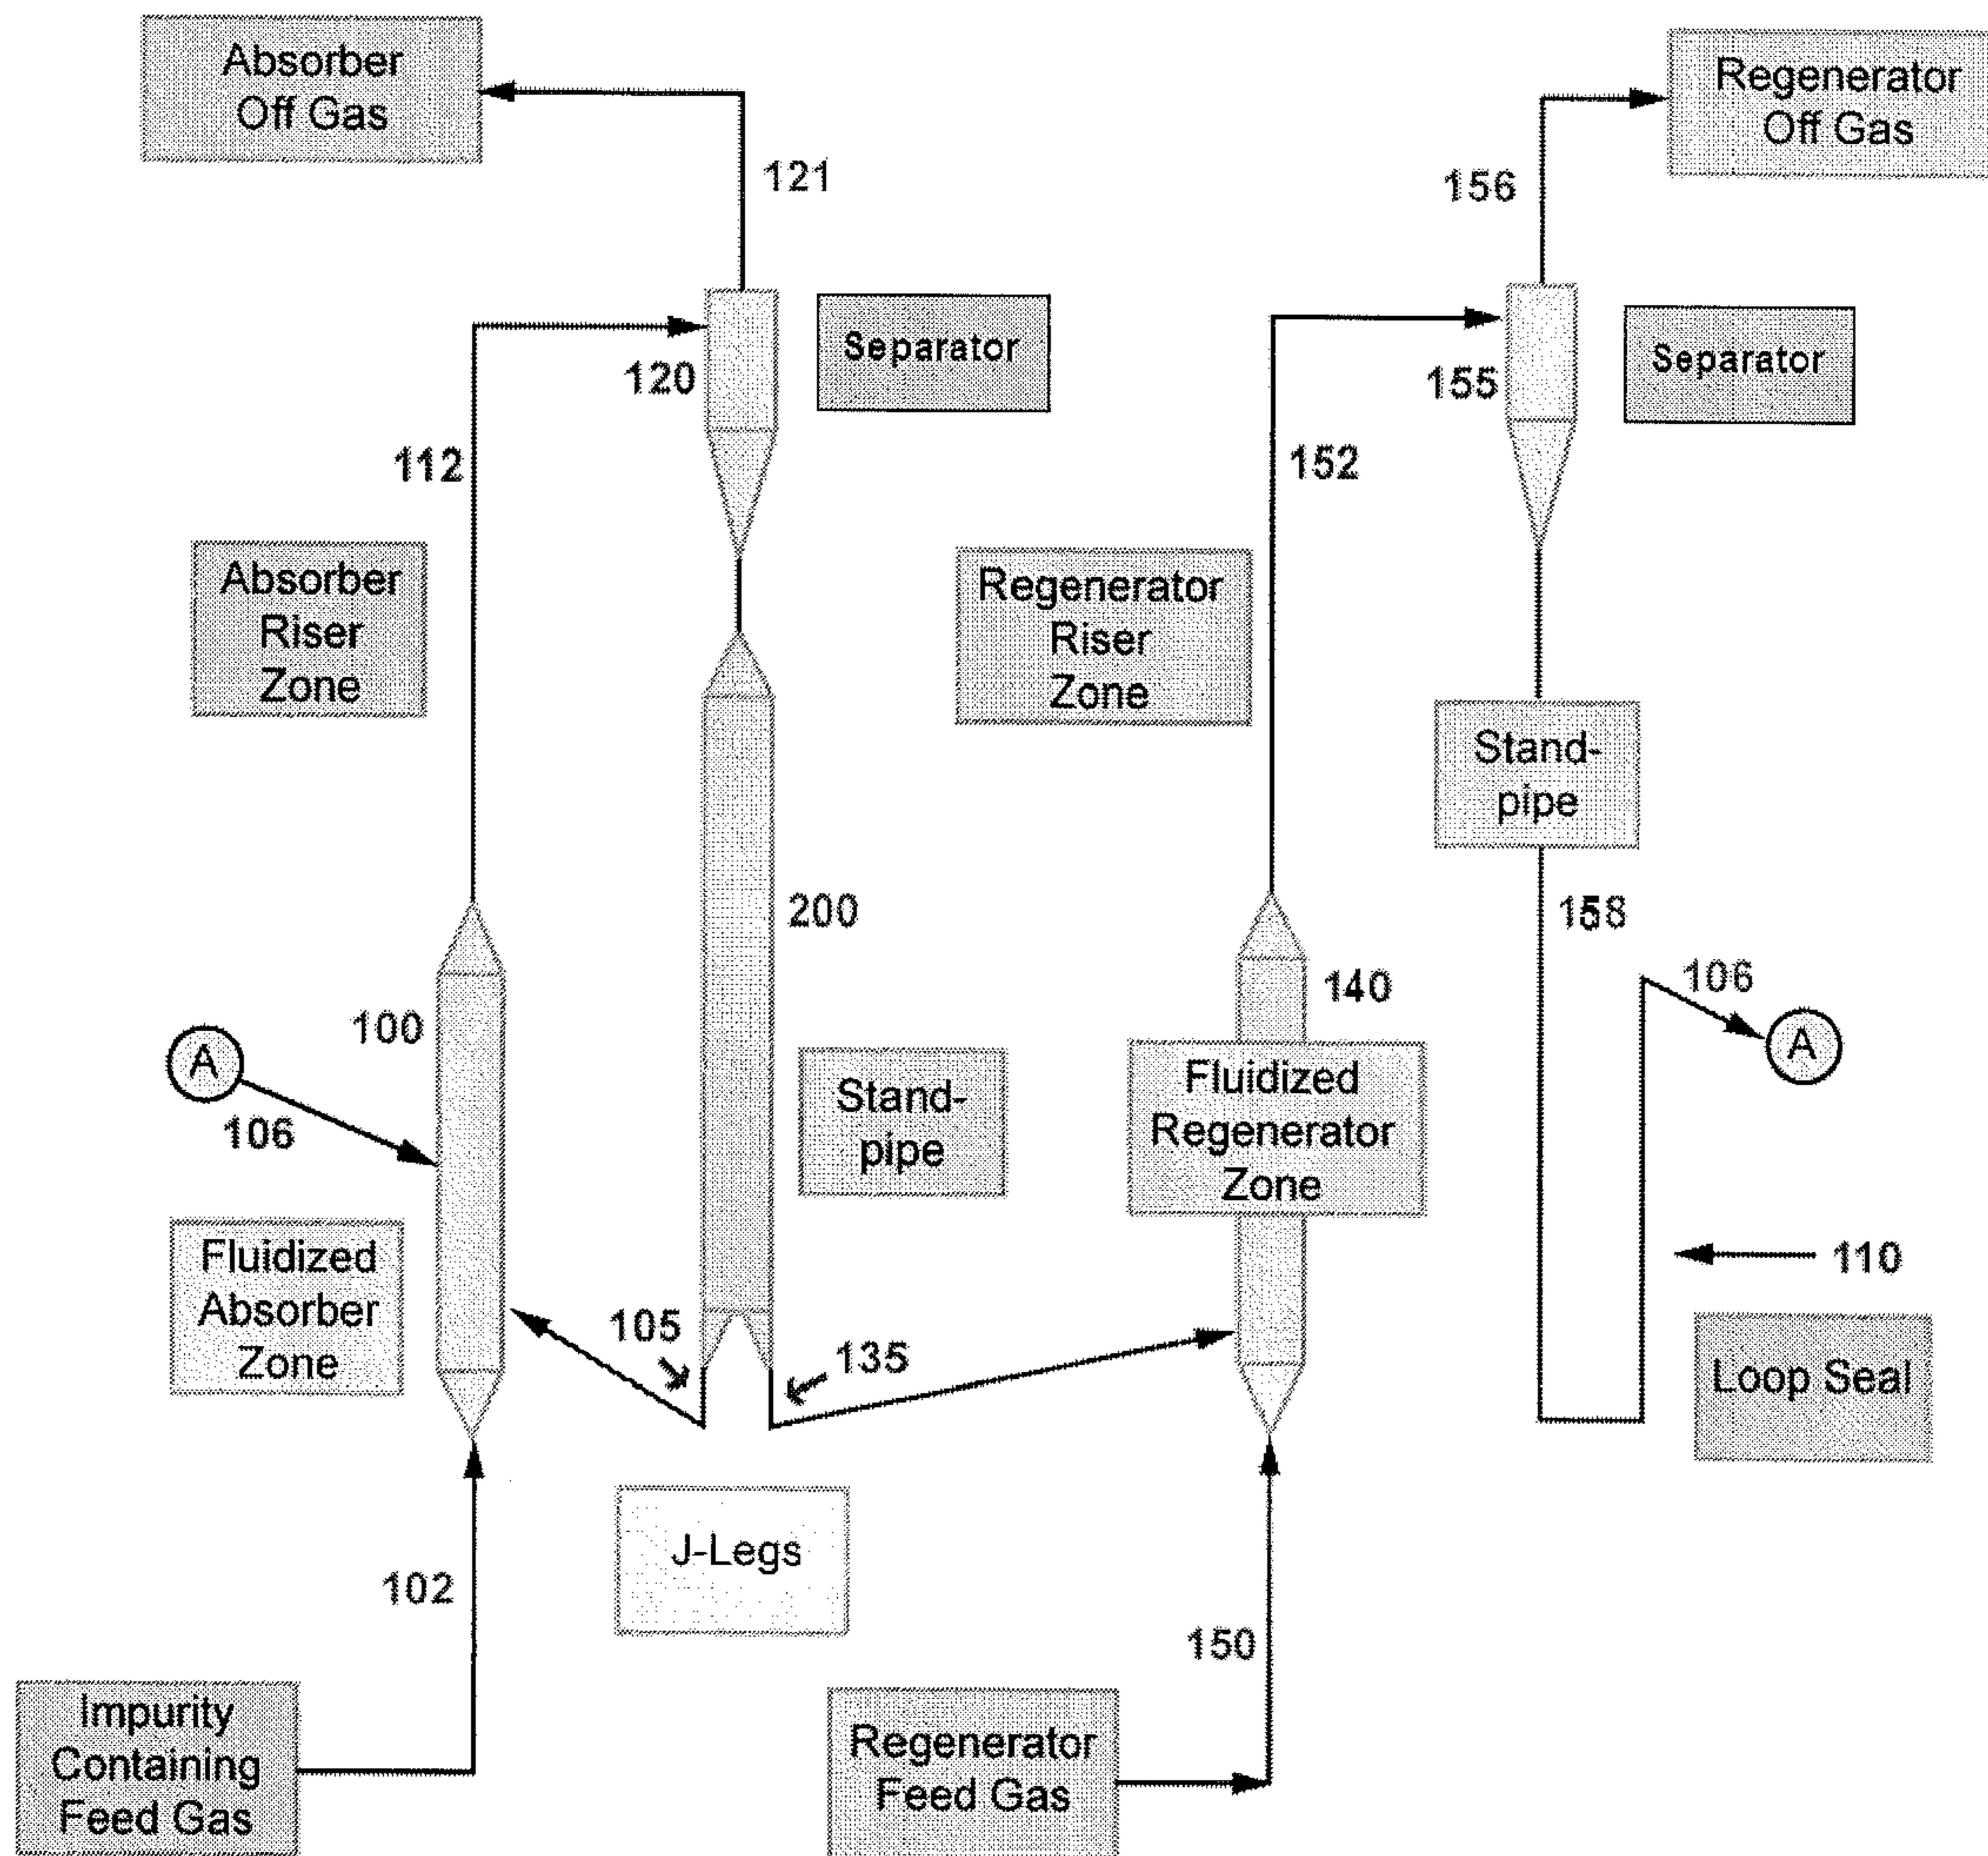 Absorber
Off Gas
Regenerator
Off Gas
121
156
Separator
Separator
120
155
112
152
Absorber
Riser
Zone
Regenerator
Riser
Zone
Stand-
pipe
200
158
100
140
106
A
A
106
Stand-
pipe
Fluidized
Regenerator
Zone
Fluidized
Absorber
Zone
110
105
135
Loop Seal
J-Legs
102
150
Impurity
Containing
Feed Gas
Regenerator
Feed Gas